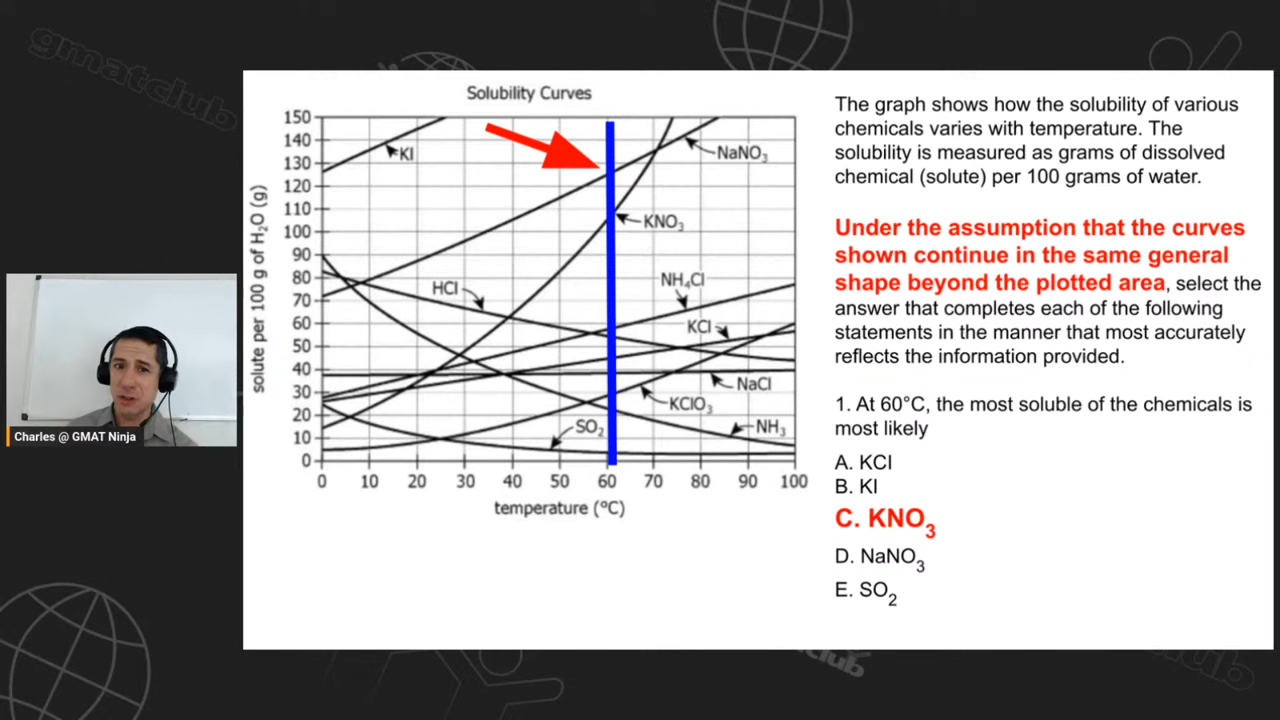 gmatclub
Solubility Curves
150
140
130
120
110
100
90
80
70
60
50
40
30
20
10
0
solute per 100 g of H₂O (g)
KI
NaNO₃
KNO₃
HCl
NH₄Cl
KCl
NaCl
KClO₃
SO₂
NH₃
0 10 20 30 40 50 60 70 80 90 100
temperature (°C)
The graph shows how the solubility of various
chemicals varies with temperature. The
solubility is measured as grams of dissolved
chemical (solute) per 100 grams of water.
Under the assumption that the curves
shown continue in the same general
shape beyond the plotted area, select the
answer that completes each of the following
statements in the manner that most accurately
reflects the information provided.
1. At 60°C, the most soluble of the chemicals is
most likely
A. KCl
B. KI
C. KNO₃
D. NaNO₃
E. SO₂
Charles @ GMAT Ninja